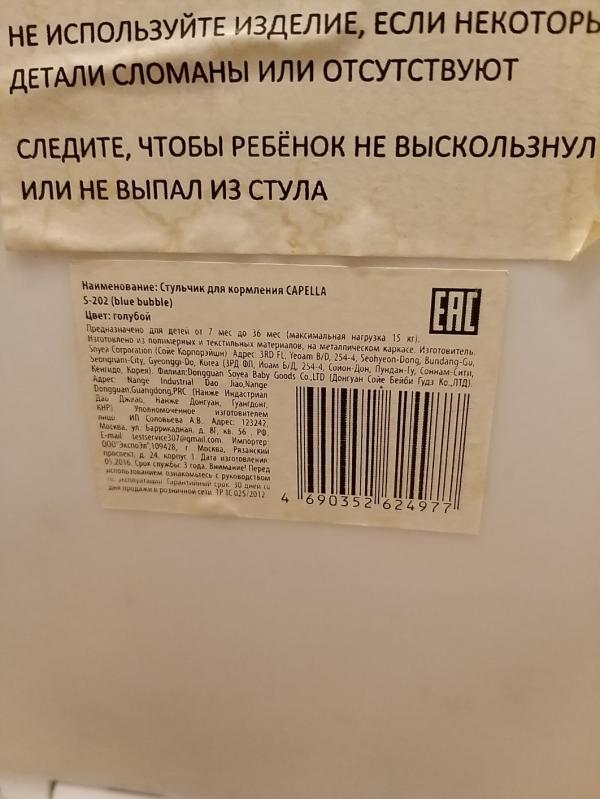 НЕ ИСПОЛЬЗУЙТЕ ИЗДЕЛИЕ, ЕСЛИ НЕКОТОРЬ
ДЕТАЛИ СЛОМАНЫ ИЛИ ОТСУТСТВУЮТ
СЛЕДИТЕ, ЧТОБЫ РЕБЁНОК НЕ ВЫСКОЛЬЗНУЛ
ИЛИ НЕ ВЫПАЛ ИЗ СТУЛА
Наименование: Стульчик для кормления CAPELLA
S-202 (blue bubble)
Цвет: голубой
EAC
Предназначено для детей от 7 мес до 36 мес (максимальная нагрузка 15 кг).
Изготовлено из полимерных и текстильных материалов, на металлическом каркасе. Изготовитель:
Soyea Corporation (Сойе Корпорэйшн) Адрес: 3RD FL, Yeoam B/D, 254-4, Seohyeon-Dong, Bundang-Gu,
Seongnam-City, Gyeonggi-Do, Korea (3РД ФЛ, Йоам Б/Д, 254-4, Сойон-Дон, Пундан-Гу, Соннам-Сити,
Кенгидо, Корея). Филиал: Dongguan Soyea Baby Goods Co.,LTD (Донгуан Сойе Бейби Гудз Ко.,ЛТД).
Адрес: Nange Industrial Dao Jiao,Nange
Dongguan,Guangdong,PRC (Нанже Индастриал
Дао Джиао, Нанже Донгуан, Гуангдонг,
КНР). Уполномоченное изготовителем
лицо: ИП Соловьева А.В. Адрес: 123242,
Москва, ул. Баррикадная, д. 8Г, кв. 56 , РФ.
E-mail: testservice307@gmail.com. Импортер:
ООО"ЭкспоЭл",109428, г. Москва, Рязанский
проспект, д. 24, корпус 1. Дата изготовления:
05.2016. Срок службы: 3 года. Внимание! Перед
использованием ознакомьтесь с руководством
по эксплуатации. Гарантийный срок: 30 дней со
дня продажи в розничной сети. ТР ТС 025/2012
4 690352 624977